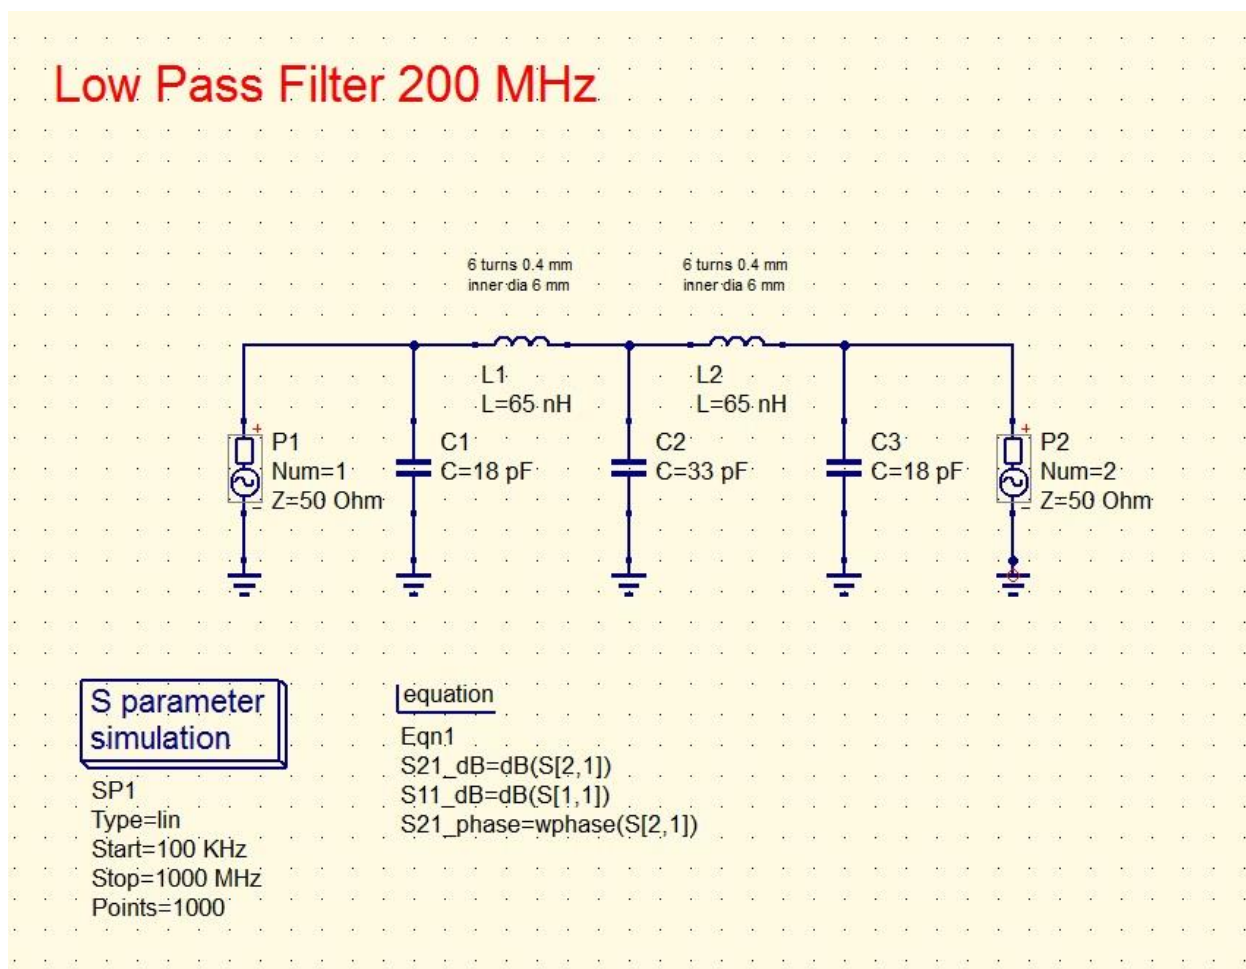 Low Pass Filter 200 MHz
6 turns 0.4 mm
inner dia 6 mm
6 turns 0.4 mm
inner dia 6 mm
L1
L=65 nH
L2
L=65 nH
+
P1
Num=1
Z=50 Ohm
C1
C=18 pF
C2
C=33 pF
C3
C=18 pF
+
P2
Num=2
Z=50 Ohm
S parameter
simulation
SP1
Type=lin
Start=100 KHz
Stop=1000 MHz
Points=1000
equation
Eqn1
S21_dB=dB(S[2,1])
S11_dB=dB(S[1,1])
S21_phase=wphase(S[2,1])